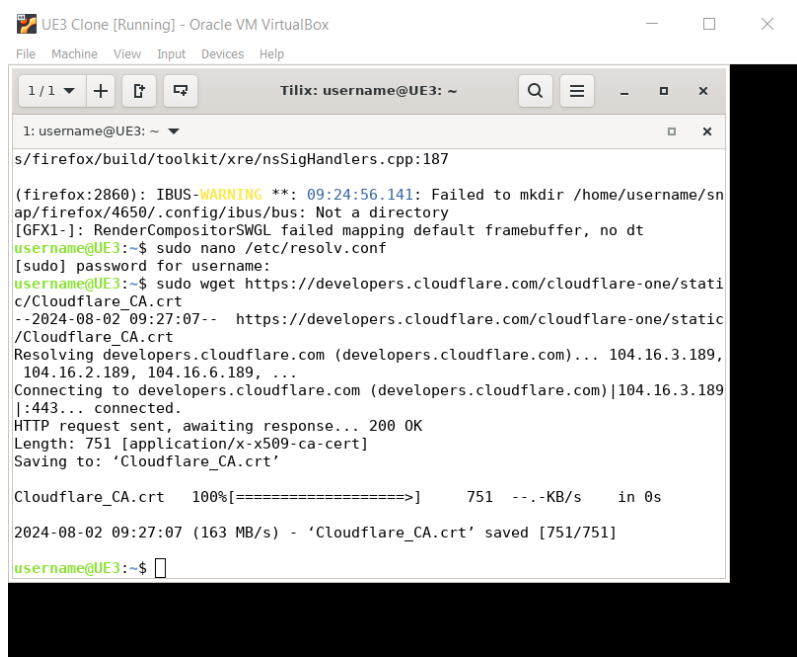 UE3 Clone [Running] - Oracle VM VirtualBox
File Machine View Input Devices Help
1 / 1 Tilix: username@UE3: ~
1: username@UE3: ~
s/firefox/build/toolkit/xre/nsSigHandlers.cpp:187
(firefox:2860): IBUS-WARNING **: 09:24:56.141: Failed to mkdir /home/username/sn
ap/firefox/4650/.config/ibus/bus: Not a directory
[GFX1-]: RenderCompositorSWGL failed mapping default framebuffer, no dt
username@UE3:~$ sudo nano /etc/resolv.conf
[sudo] password for username:
username@UE3:~$ sudo wget https://developers.cloudflare.com/cloudflare-one/stati
c/Cloudflare_CA.crt
--2024-08-02 09:27:07-- https://developers.cloudflare.com/cloudflare-one/static
/Cloudflare_CA.crt
Resolving developers.cloudflare.com (developers.cloudflare.com)... 104.16.3.189,
104.16.2.189, 104.16.6.189, ...
Connecting to developers.cloudflare.com (developers.cloudflare.com)|104.16.3.189
|:443... connected.
HTTP request sent, awaiting response... 200 OK
Length: 751 [application/x-x509-ca-cert]
Saving to: ‘Cloudflare_CA.crt’
Cloudflare_CA.crt 100%[===================>] 751 --.-KB/s in 0s
2024-08-02 09:27:07 (163 MB/s) - ‘Cloudflare_CA.crt’ saved [751/751]
username@UE3:~$